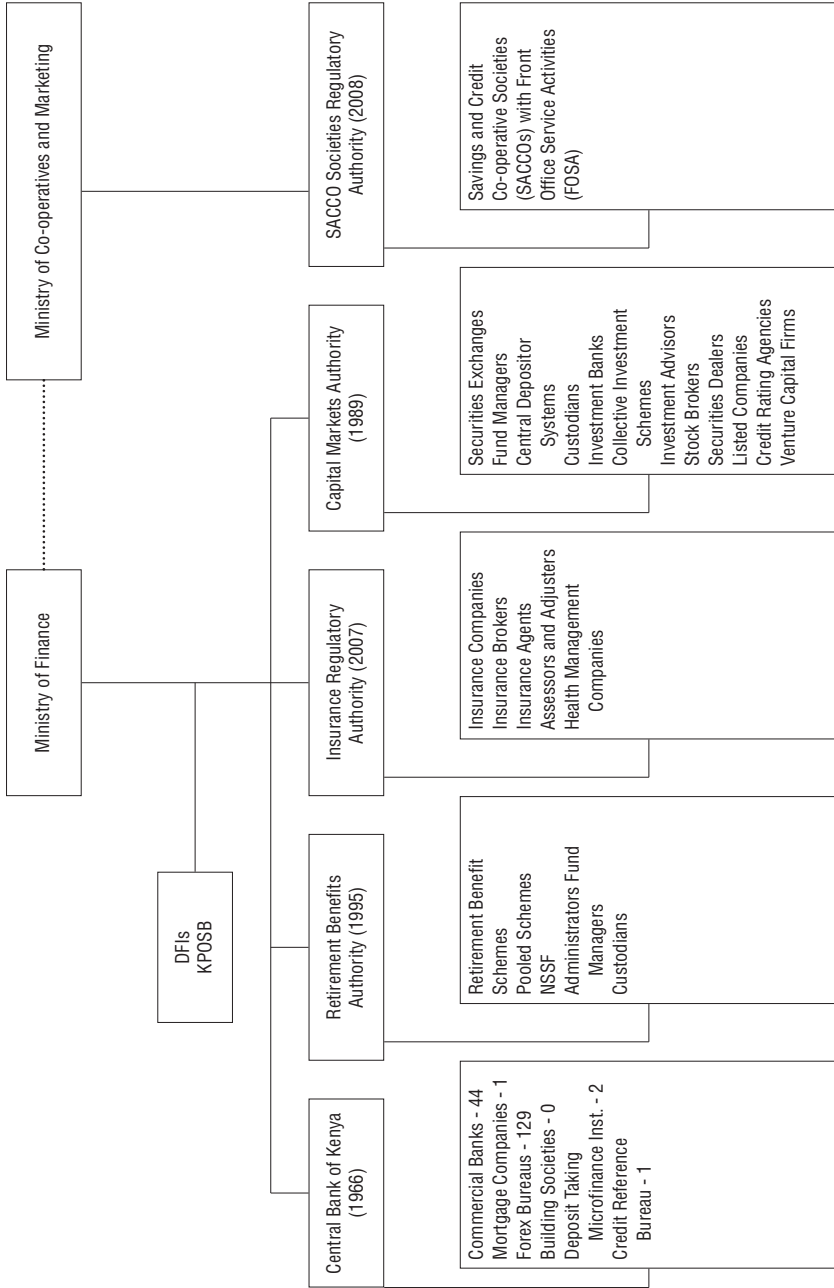 Ministry of Finance
Ministry of Co-operatives and Marketing
DFIs
KPOSB
Central Bank of Kenya
(1966)
Retirement Benefits
Authority (1995)
Insurance Regulatory
Authority (2007)
Capital Markets Authority
(1989)
SACCO Societies Regulatory
Authority (2008)
Commercial Banks - 44
Mortgage Companies - 1
Forex Bureaus - 129
Building Societies - 0
Deposit Taking
Microfinance Inst. - 2
Credit Reference
Bureau - 1
Retirement Benefit
Schemes
Pooled Schemes
NSSF
Administrators Fund
Managers
Custodians
Insurance Companies
Insurance Brokers
Insurance Agents
Assessors and Adjusters
Health Management
Companies
Securities Exchanges
Fund Managers
Central Depositor
Systems
Custodians
Investment Banks
Collective Investment
Schemes
Investment Advisors
Stock Brokers
Securities Dealers
Listed Companies
Credit Rating Agencies
Venture Capital Firms
Savings and Credit
Co-operative Societies
(SACCOs) with Front
Office Service Activities
(FOSA)